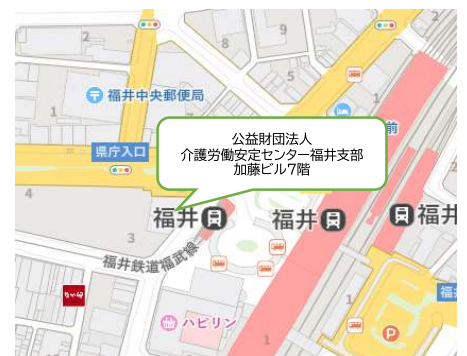 2
8
9
5
福井中央郵便局
1
公益財団法人
介護労働安定センター福井支部
加藤ビル7階
前
県庁入口
4
福井
福井
福井
3
福井鉄道福武線
福
ハピリン
1
1
1
P